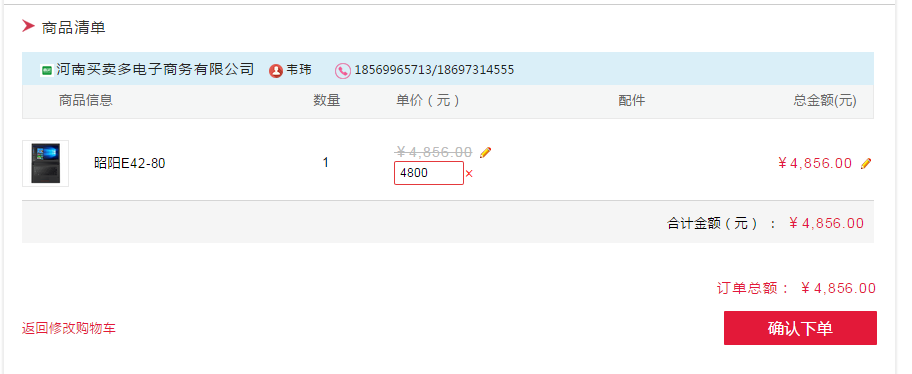 商品清单
河南买卖多电子商务有限公司 韦玮 18569965713/18697314555
商品信息 数量 单价（元） 配件 总金额(元)
￥4,856.00
昭阳E42-80 1 ￥4,856.00
4800 ×
合计金额（元）： ￥4,856.00
订单总额： ￥4,856.00
返回修改购物车 确认下单